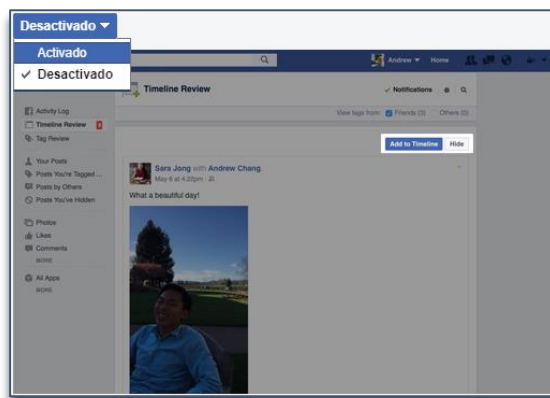 Desactivado
Activado
✓ Desactivado
Andrew
Home
Timeline Review
✓ Notifications
View tags from: Friends (3) Others (0)
Activity Log
Timeline Review
Tag Review
Add to Timeline
Hide
Your Posts
Posts You're Tagged ...
Posts by Others
Posts You've Hidden
Sara Jong with Andrew Chang
May 6 at 4:22pm
What a beautiful day!
Photos
Likes
Comments
MORE
All Apps
MORE